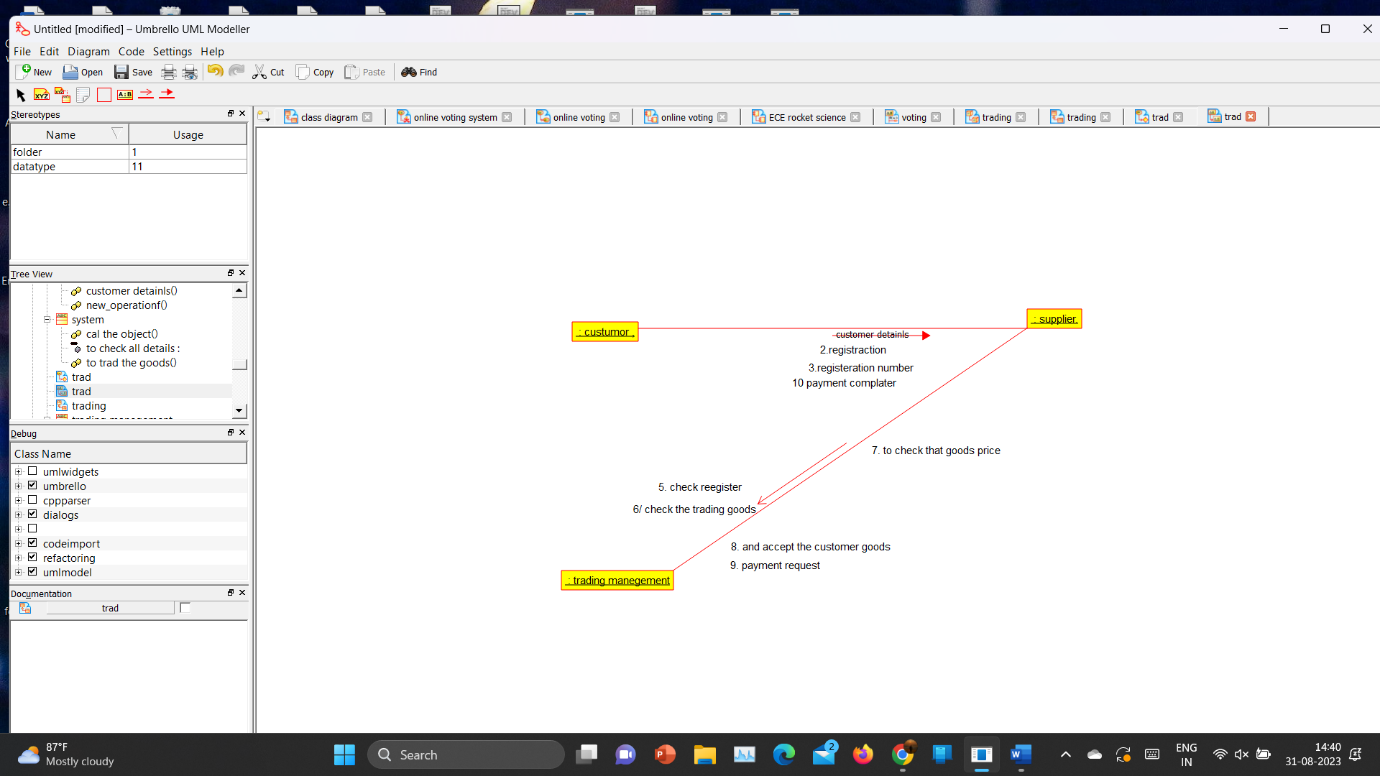 Untitled [modified] – Umbrello UML Modeller
File Edit Diagram Code Settings Help
New Open Save Cut Copy Paste Find
XYZ A:B
Stereotypes
Name Usage
folder 1
datatype 11
class diagram online voting system online voting online voting ECE rocket science voting trading trading trad trad
Tree View
customer detainls()
new_operationf()
system
cal the object()
to check all details :
to trad the goods()
trad
trad
trading
Debug
Class Name
umlwidgets
umbrello
cppparser
dialogs
codeimport
refactoring
umlmodel
Documentation
trad
: custumor
: supplier
customer detainls
2.registraction
3.registeration number
10 payment complater
7. to check that goods price
5. check reegister
6/ check the trading goods
8. and accept the customer goods
9. payment request
: trading manegement
87°F
Mostly cloudy
Search
2
ENG
IN
14:40
31-08-2023